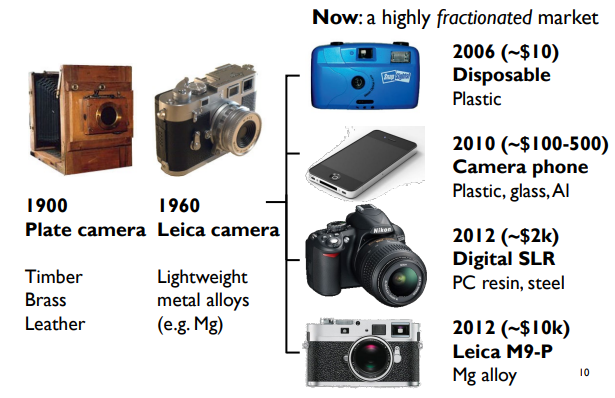 Now: a highly fractionated market
1900
Plate camera
Timber
Brass
Leather
1960
Leica camera
Lightweight
metal alloys
(e.g. Mg)
2006 (~$10)
Disposable
Plastic
2010 (~$100-500)
Camera phone
Plastic, glass, Al
Nikon
2012 (~$2k)
Digital SLR
PC resin, steel
2012 (~$10k)
Leica M9-P
Mg alloy
10